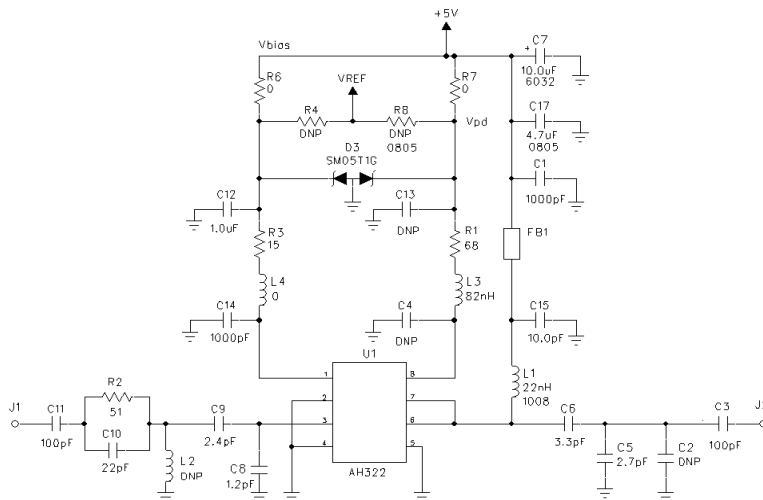 +5V
Vbias
C7
+
10.0uF
6032
R6
0
VREF
R7
0
R4
DNP
R8
DNP
0805
Vpd
C17
4.7uF
0805
D3
SM05T1G
C1
1000pF
C12
1.0uF
C13
DNP
R3
15
R1
68
FB1
L4
0
L3
82nH
C14
1000pF
C4
DNP
C15
10.0pF
U1
1
2
3
4
8
7
6
5
AH322
L1
22nH
1008
J1
C11
100pF
R2
51
C10
22pF
L2
DNP
C9
2.4pF
C8
1.2pF
C6
3.3pF
C5
2.7pF
C2
DNP
C3
100pF